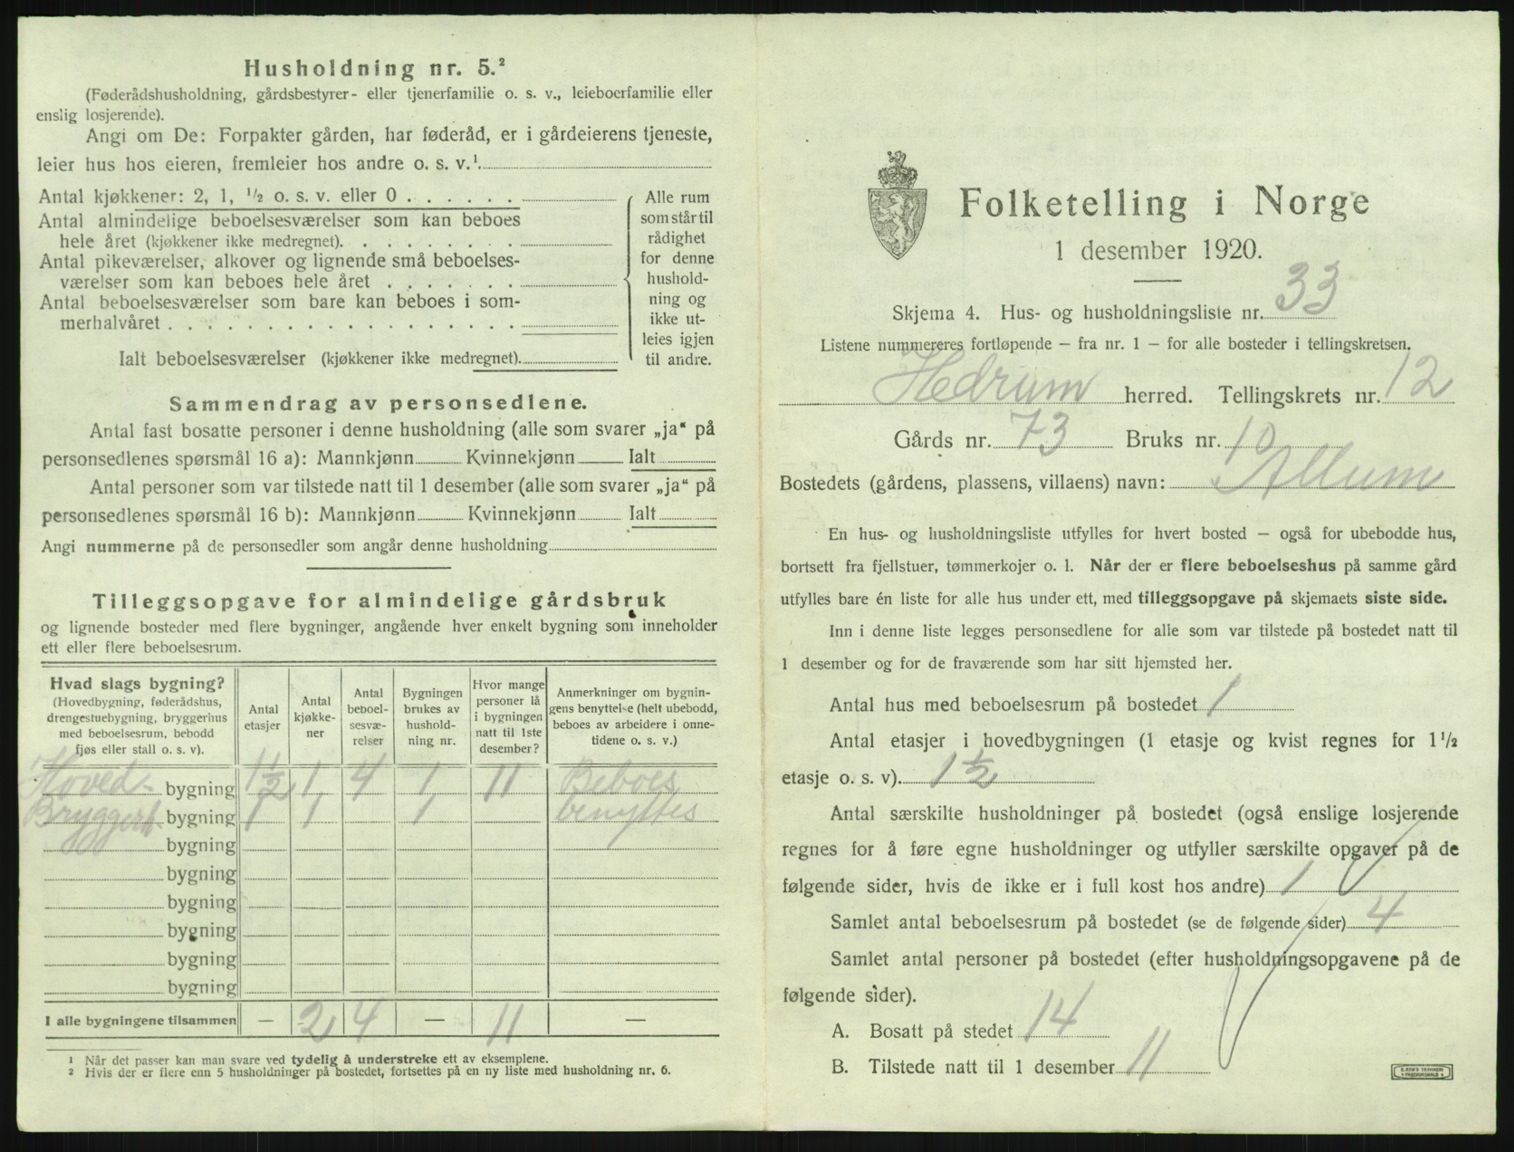 Husholdning nr. 5.²
(Føderådshusholdning, gårdsbestyrer- eller tjenerfamilie o. s. v., leieboerfamilie eller
enslig losjerende).
Angi om De: Forpakter gården, har føderåd, er i gårdeierens tjeneste,
leier hus hos eieren, fremleier hos andre o. s. v.¹
Antal kjøkkener: 2, 1, ½ o. s. v. eller 0
Antal almindelige beboelsesværelser som kan beboes
hele året (kjøkkener ikke medregnet).
Antal pikeværelser, alkover og lignende små beboelses-
værelser som kan beboes hele året
Antal beboelsesværelser som bare kan beboes i som-
merhalvåret
Ialt beboelsesværelser (kjøkkener ikke medregnet).
Alle rum
som står til
rådighet
for denne
hushold-
ning og
ikke ut-
leies igjen
til andre.
Sammendrag av personsedlene.
Antal fast bosatte personer i denne husholdning (alle som svarer „ja“ på
personsedlenes spørsmål 16 a): Mannkjønn Kvinnekjønn Ialt
Antal personer som var tilstede natt til 1 desember (alle som svarer „ja“ på
personsedlenes spørsmål 16 b): Mannkjønn Kvinnekjønn Ialt
Angi nummerne på de personsedler som angår denne husholdning
Tilleggsopgave for almindelige gårdsbruk
og lignende bosteder med flere bygninger, angående hver enkelt bygning som inneholder
ett eller flere beboelsesrum.
Hvad slags bygning?
(Hovedbygning, føderådshus,
drengestuebygning, bryggerhus
med beboelsesrum, bebodd
fjøs eller stall o. s. v).
Antal
etasjer
Antal
kjøkke-
ner
Antal
beboel-
sesvæ-
relser
Bygningen
brukes av
hushold-
ning nr.
Hvor mange
personer lå
i bygningen
natt til 1ste
desember?
Anmerkninger om bygnin-
gens benyttelse (helt ubebodd,
beboes av arbeidere i onne-
tidene o. s. v.)
Hoved- bygning 1½ 1 4 1 11 Beboes
Bryggerh. bygning 1 1 1 benyttes
bygning
bygning
bygning
bygning
bygning
bygning
I alle bygningene tilsammen — 2 4 — 11 —
¹ Når det passer kan man svare ved tydelig å understreke ett av eksemplene.
² Hvis der er flere enn 5 husholdninger på bostedet, fortsettes på en ny liste med husholdning nr. 6.
Folketelling i Norge
1 desember 1920.
Skjema 4. Hus- og husholdningsliste nr. 33
Listene nummereres fortløpende – fra nr. 1 – for alle bosteder i tellingskretsen.
Hedrum herred. Tellingskrets nr. 12
Gårds nr. 73 Bruks nr. 10
Bostedets (gårdens, plassens, villaens) navn: Allum
En hus- og husholdningsliste utfylles for hvert bosted – også for ubebodde hus,
bortsett fra fjellstuer, tømmerkojer o. l. Når der er flere beboelseshus på samme gård
utfylles bare én liste for alle hus under ett, med tilleggsopgave på skjemaets siste side.
Inn i denne liste legges personsedlene for alle som var tilstede på bostedet natt til
1 desember og for de fraværende som har sitt hjemsted her.
Antal hus med beboelsesrum på bostedet 1
Antal etasjer i hovedbygningen (1 etasje og kvist regnes for 1½
etasje o. s. v). 1½
Antal særskilte husholdninger på bostedet (også enslige losjerende
regnes for å føre egne husholdninger og utfyller særskilte opgaver på de
følgende sider, hvis de ikke er i full kost hos andre) 1
Samlet antal beboelsesrum på bostedet (se de følgende sider) 4
Samlet antal personer på bostedet (efter husholdningsopgavene på de
følgende sider).
A. Bosatt på stedet 14
B. Tilstede natt til 1 desember 11